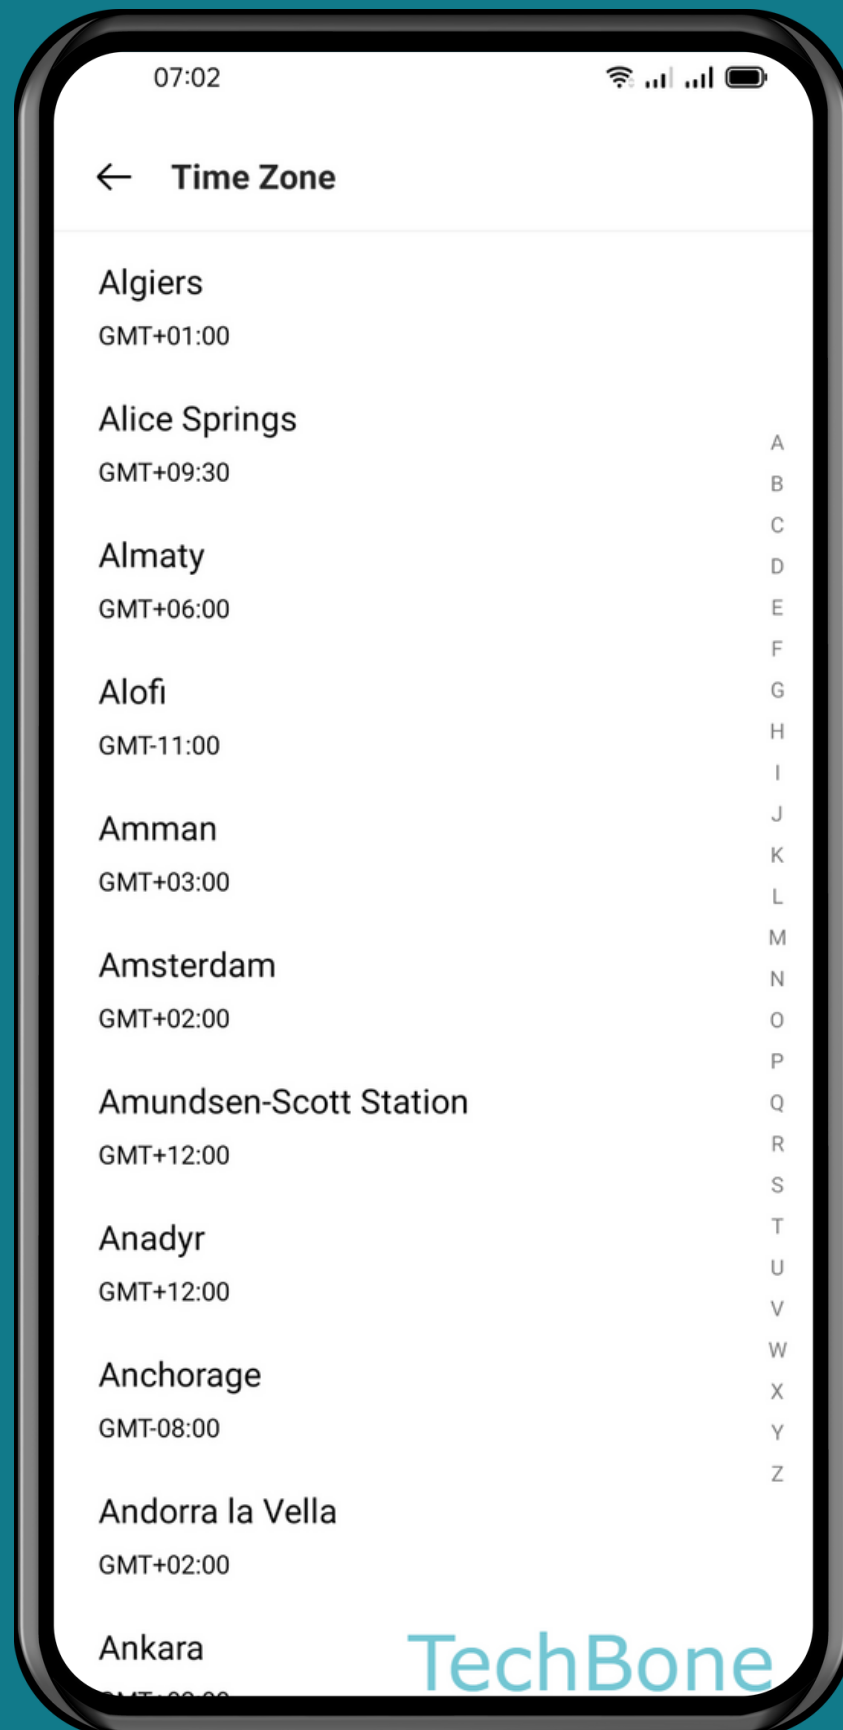 07:02
Time Zone
Algiers
GMT+01:00
Alice Springs
GMT+09:30
Almaty
GMT+06:00
Alofi
GMT-11:00
Amman
GMT+03:00
Amsterdam
GMT+02:00
Amundsen-Scott Station
GMT+12:00
Anadyr
GMT+12:00
Anchorage
GMT-08:00
Andorra la Vella
GMT+02:00
Ankara
A
B
C
D
E
F
G
H
I
J
K
L
M
N
O
P
Q
R
S
T
U
V
W
X
Y
Z
TechBone